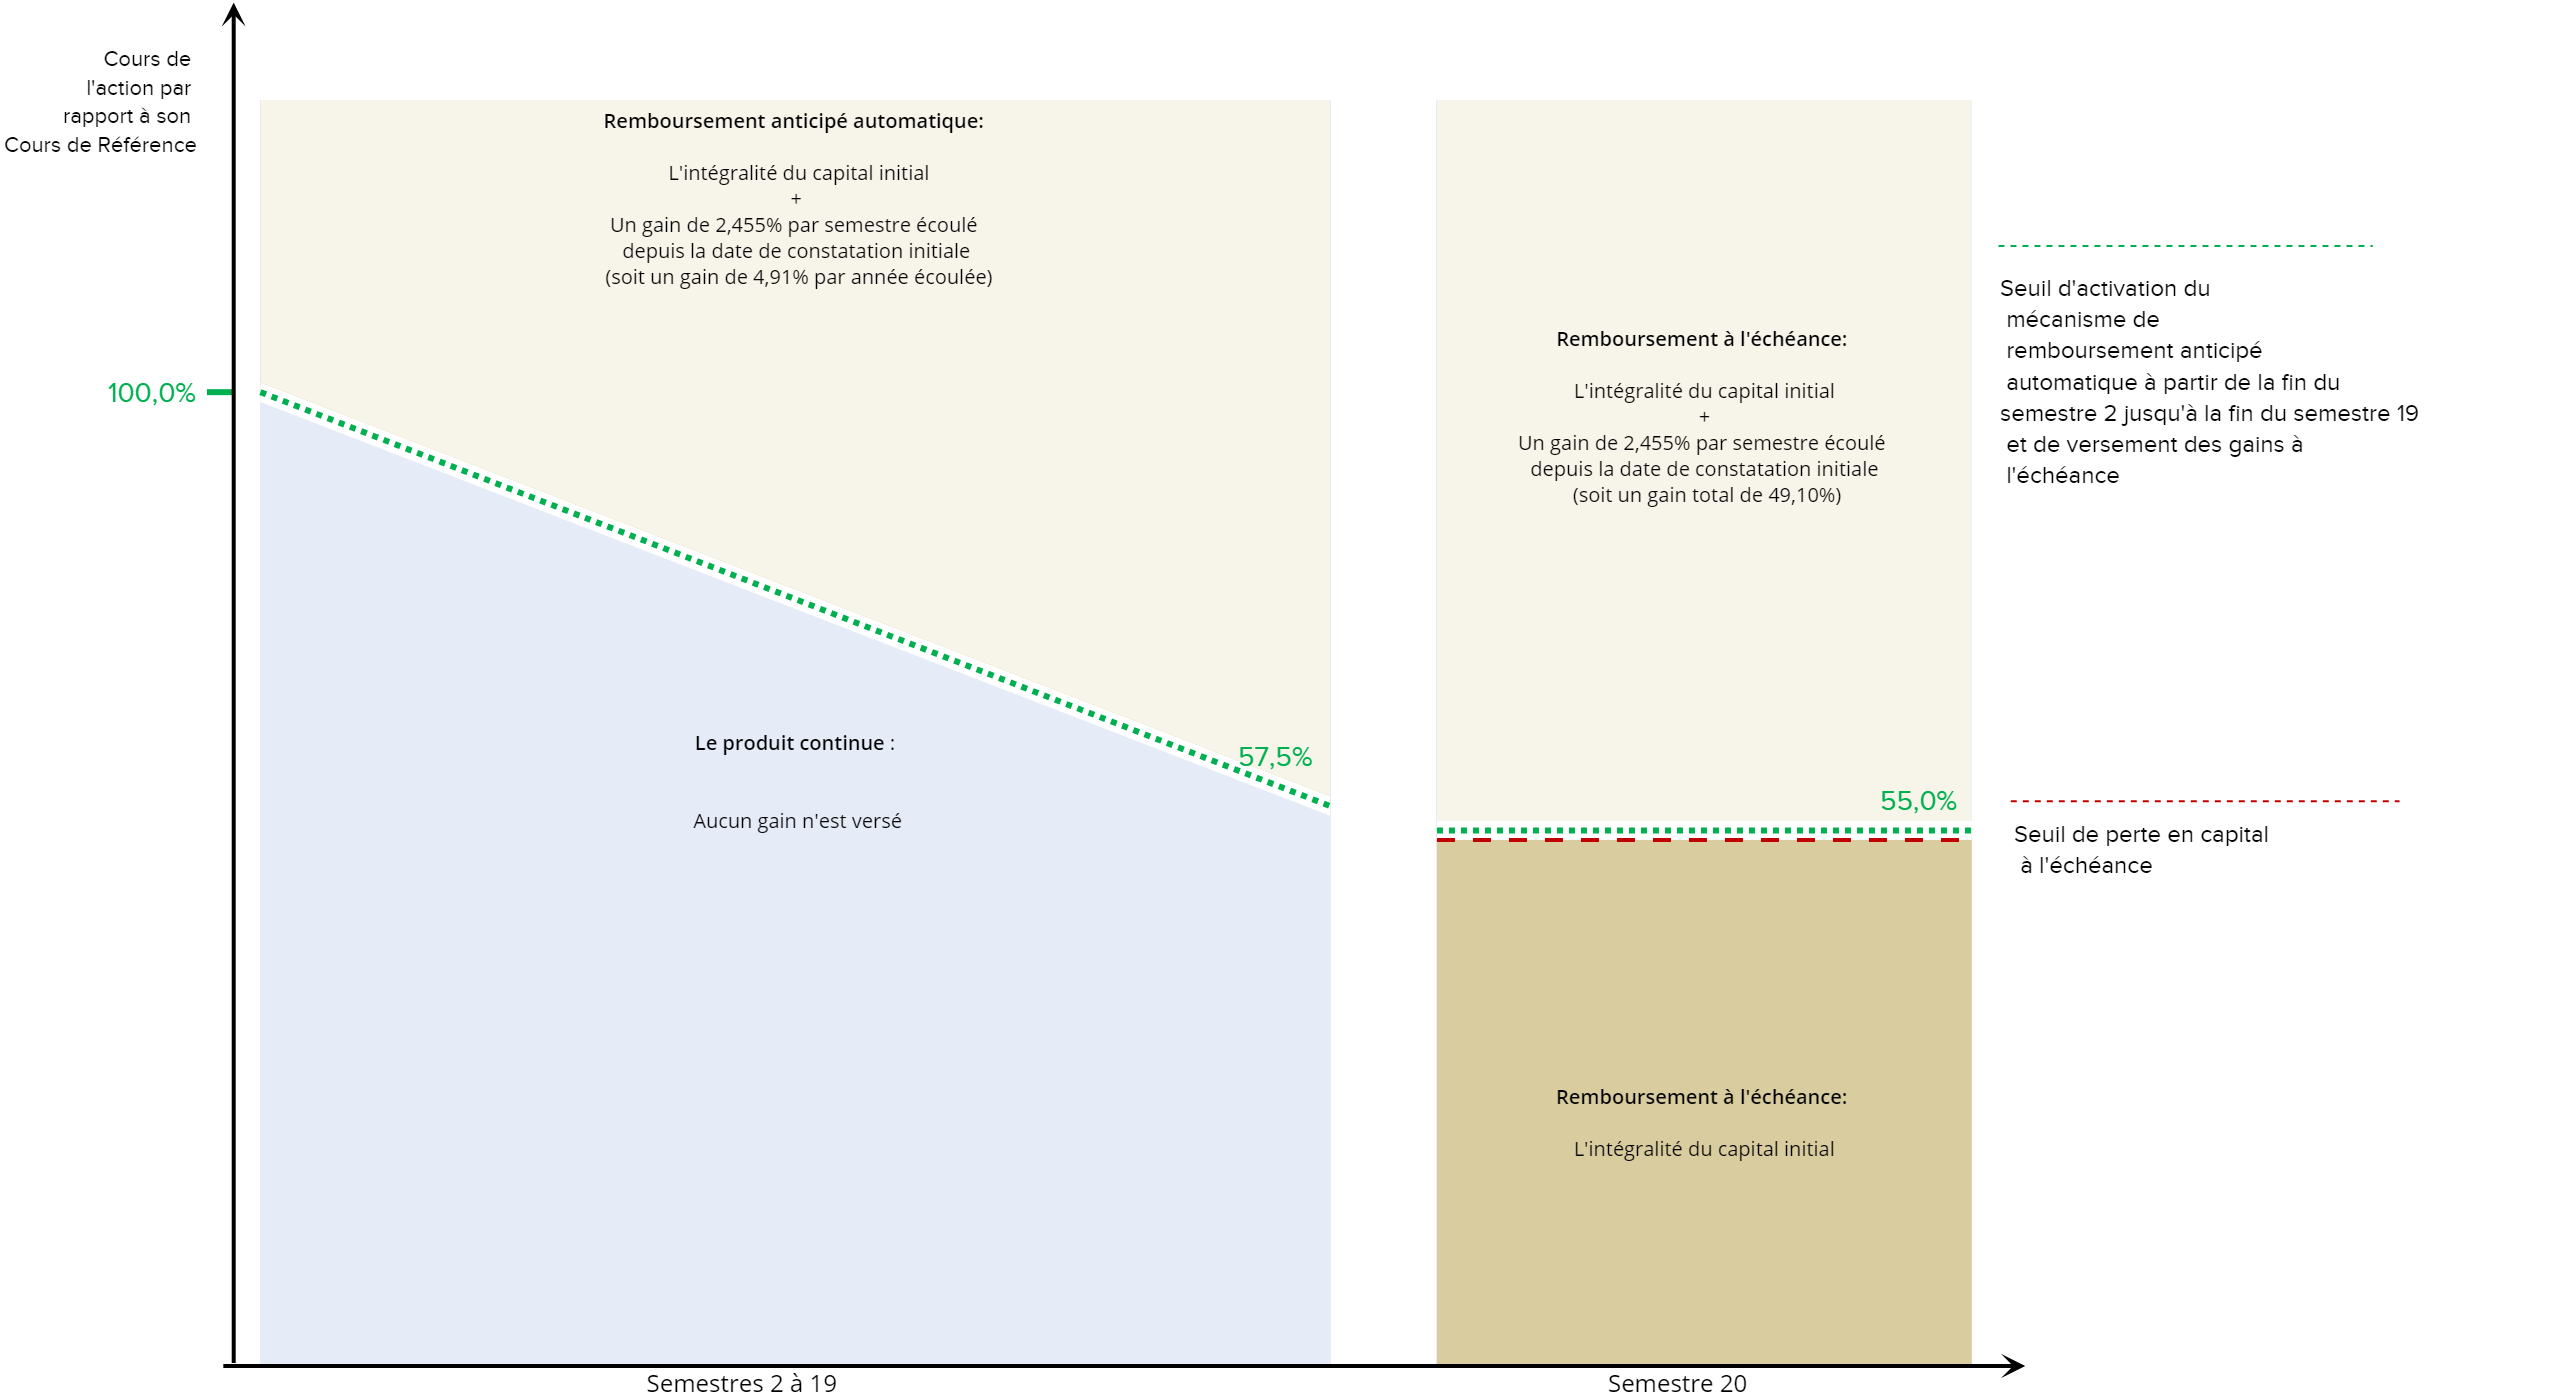 Cours de
l'action par
rapport à son
Cours de Référence
100,0%
Remboursement anticipé automatique:
L'intégralité du capital initial
+
Un gain de 2,455% par semestre écoulé
depuis la date de constatation initiale
(soit un gain de 4,91% par année écoulée)
57,5%
Le produit continue :
Aucun gain n'est versé
Semestres 2 à 19
Remboursement à l'échéance:
L'intégralité du capital initial
+
Un gain de 2,455% par semestre écoulé
depuis la date de constatation initiale
(soit un gain total de 49,10%)
55,0%
Remboursement à l'échéance:
L'intégralité du capital initial
Semestre 20
Seuil d'activation du
mécanisme de
remboursement anticipé
automatique à partir de la fin du
semestre 2 jusqu'à la fin du semestre 19
et de versement des gains à
l'échéance
Seuil de perte en capital
à l'échéance